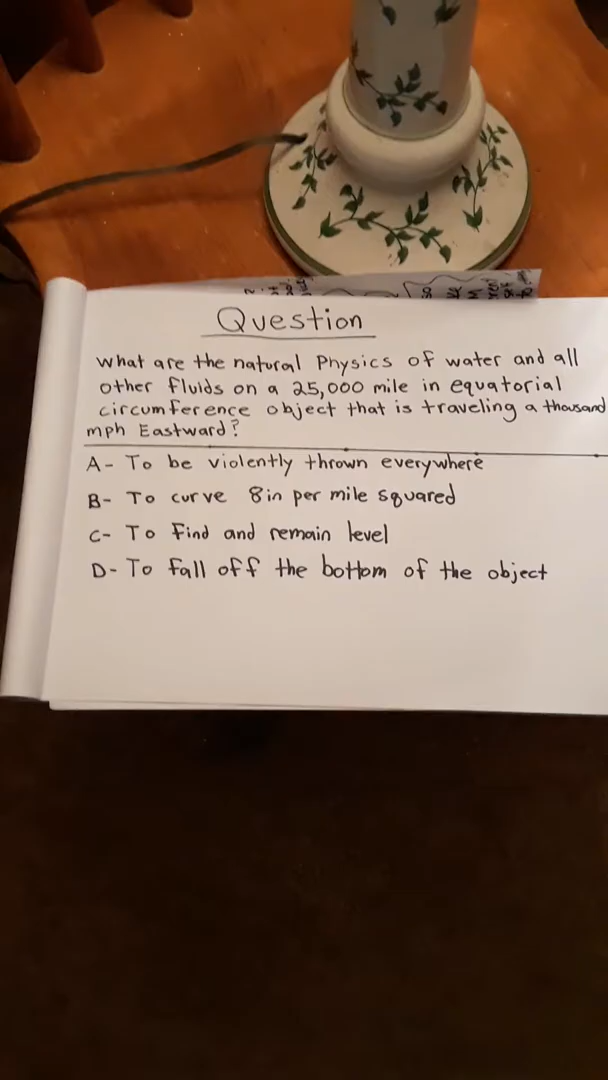 Question
What are the natural Physics of water and all
other fluids on a 25,000 mile in equatorial
circumference object that is traveling a thousand
mph Eastward?
A- To be violently thrown everywhere
B- To curve 8in per mile squared
C- To find and remain level
D- To fall off the bottom of the object